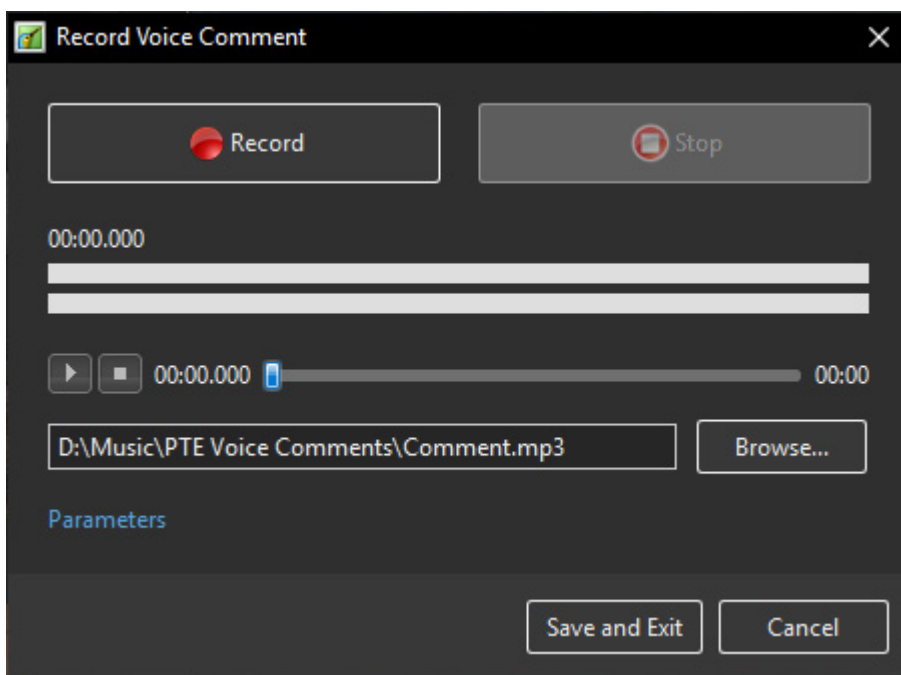 Record Voice Comment
Record
Stop
00:00.000
00:00.000
00:00
D:\Music\PTE Voice Comments\Comment.mp3
Browse...
Parameters
Save and Exit
Cancel